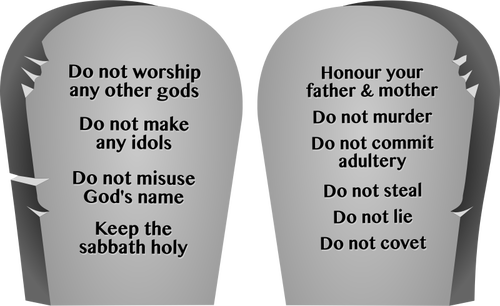 Do not worship
any other gods
Do not make
any idols
Do not misuse
God's name
Keep the
sabbath holy
Honour your
father & mother
Do not murder
Do not commit
adultery
Do not steal
Do not lie
Do not covet